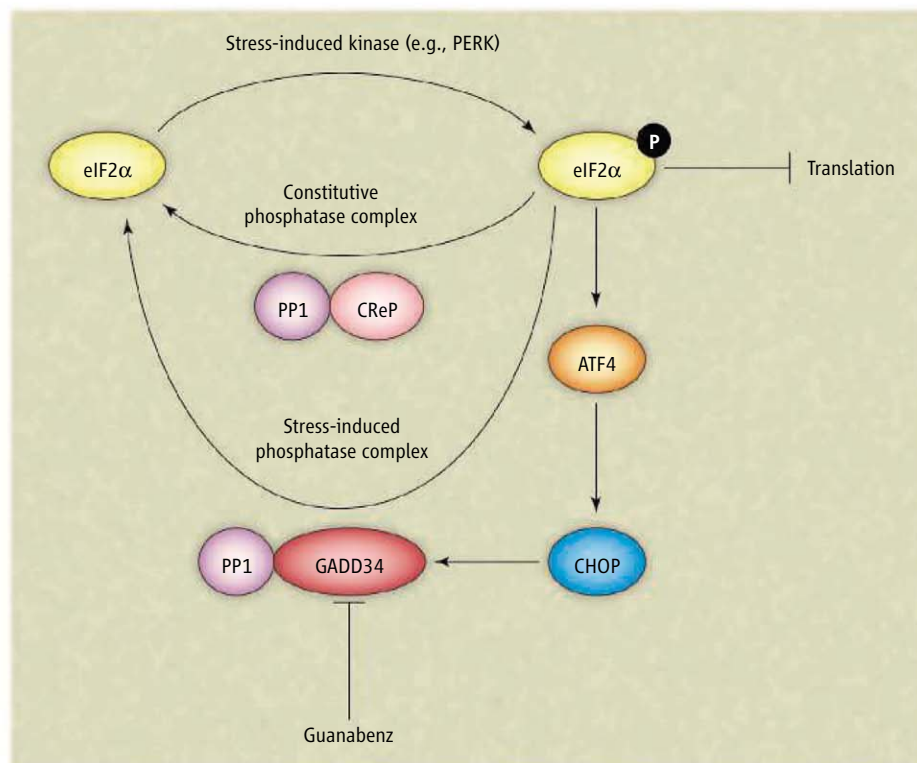 Stress-induced kinase (e.g., PERK)
eIF2α
P
eIF2α
Translation
Constitutive
phosphatase complex
PP1
CReP
ATF4
Stress-induced
phosphatase complex
PP1
GADD34
CHOP
Guanabenz